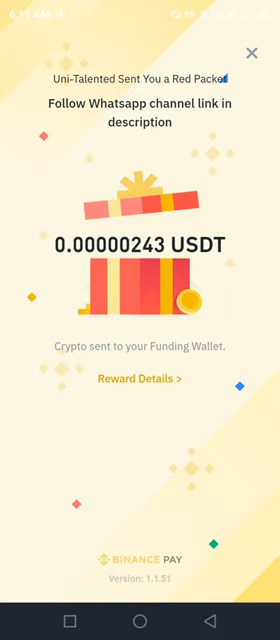 6:11 AM
Uni-Talented Sent You a Red Packet
Follow Whatsapp channel link in
description
0.00000243 USDT
Crypto sent to your Funding Wallet.
Reward Details >
BINANCE PAY
Version: 1.1.51